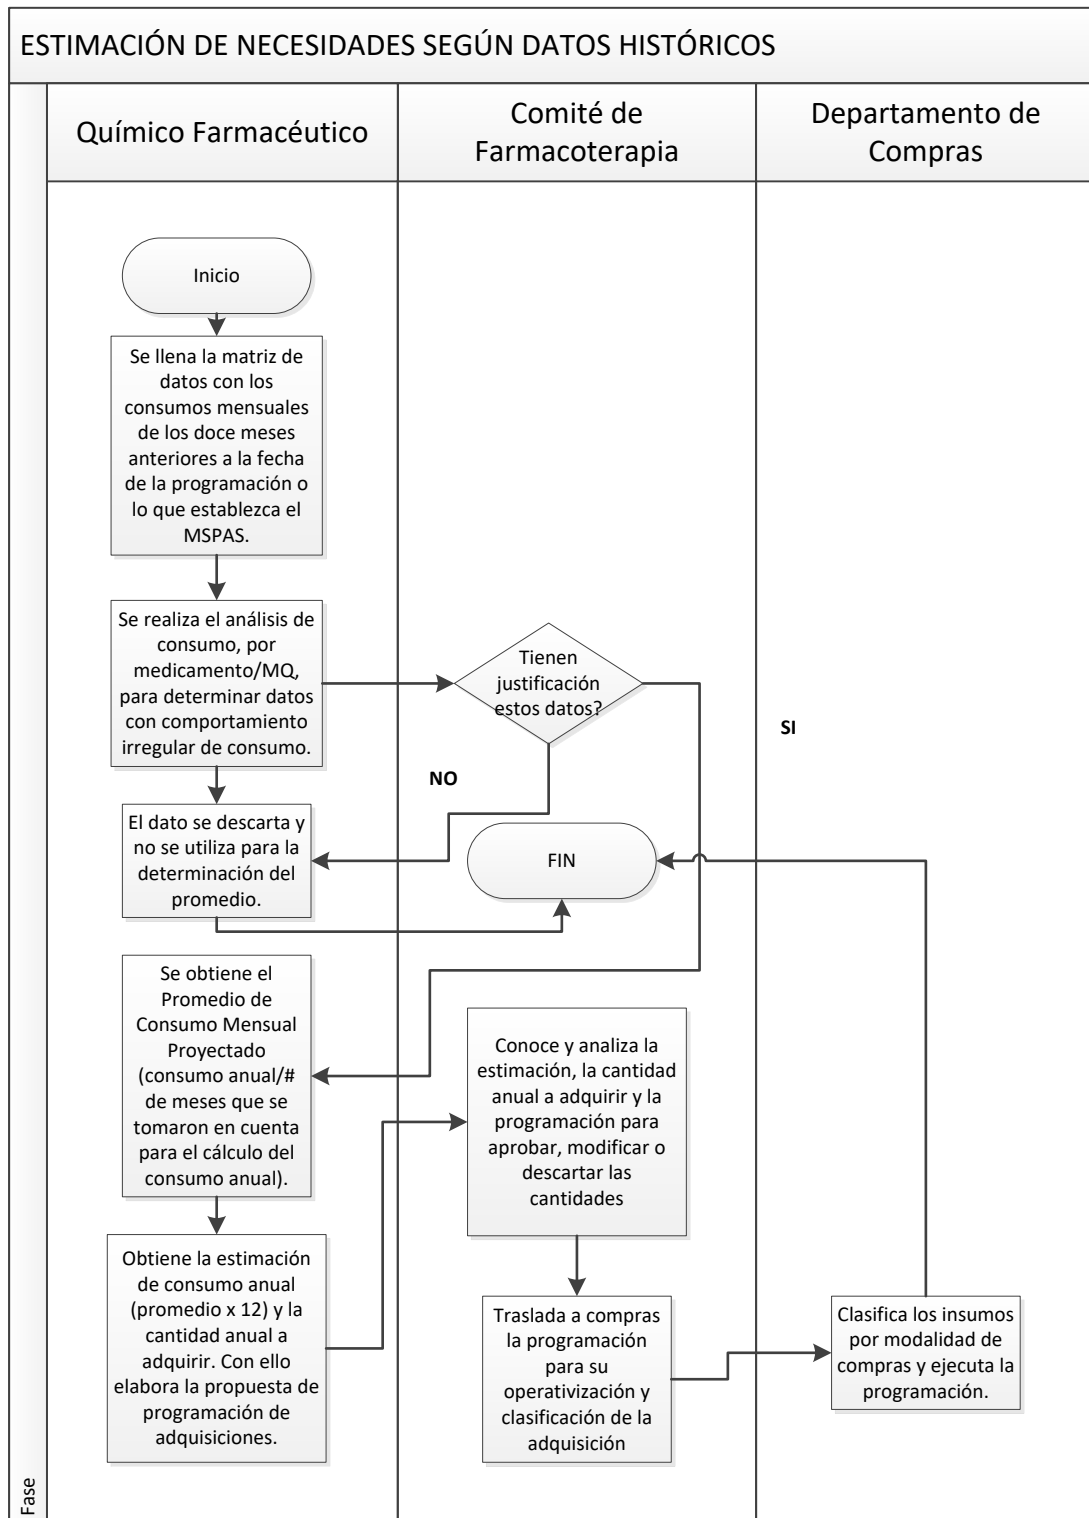 ESTIMACIÓN DE NECESIDADES SEGÚN DATOS HISTÓRICOS
Químico Farmacéutico
Comité de
Farmacoterapia
Departamento de
Compras
Inicio
Se llena la matriz de
datos con los
consumos mensuales
de los doce meses
anteriores a la fecha
de la programación o
lo que establezca el
MSPAS.
Se realiza el análisis de
consumo, por
medicamento/MQ,
para determinar datos
con comportamiento
irregular de consumo.
Tienen
justificación
estos datos?
SI
NO
El dato se descarta y
no se utiliza para la
determinación del
promedio.
FIN
Se obtiene el
Promedio de
Consumo Mensual
Proyectado
(consumo anual/#
de meses que se
tomaron en cuenta
para el cálculo del
consumo anual).
Conoce y analiza la
estimación, la cantidad
anual a adquirir y la
programación para
aprobar, modificar o
descartar las
cantidades
Obtiene la estimación
de consumo anual
(promedio x 12) y la
cantidad anual a
adquirir. Con ello
elabora la propuesta de
programación de
adquisiciones.
Traslada a compras
la programación
para su
operativización y
clasificación de la
adquisición
Clasifica los insumos
por modalidad de
compras y ejecuta la
programación.
Fase